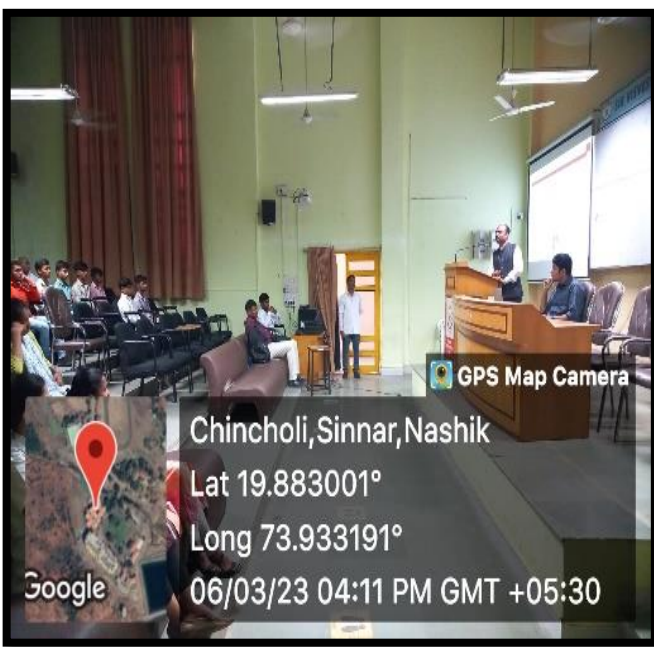 GPS Map Camera
Chincholi,Sinnar,Nashik
Lat 19.883001°
Long 73.933191°
06/03/23 04:11 PM GMT +05:30
Google